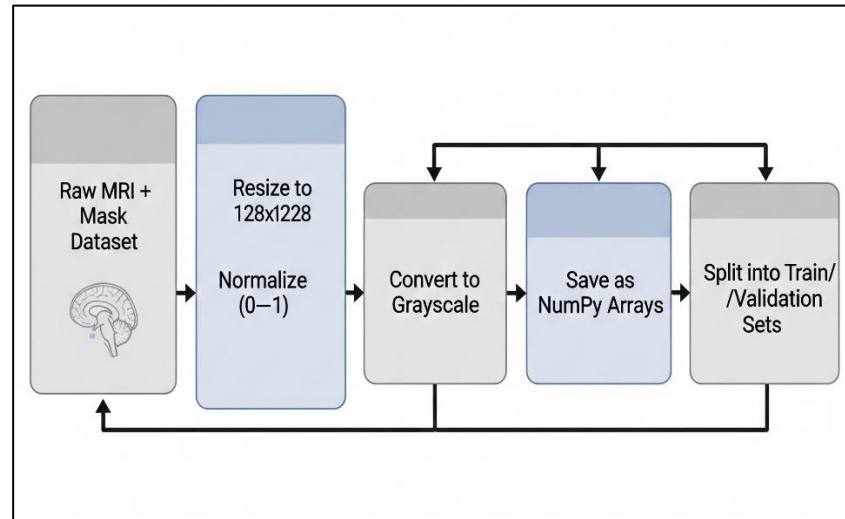 Raw MRI +
Mask
Dataset
Resize to
128x1228
Normalize
(0—1)
Convert to
Grayscale
Save as
NumPy Arrays
Split into Train/
/Validation
Sets